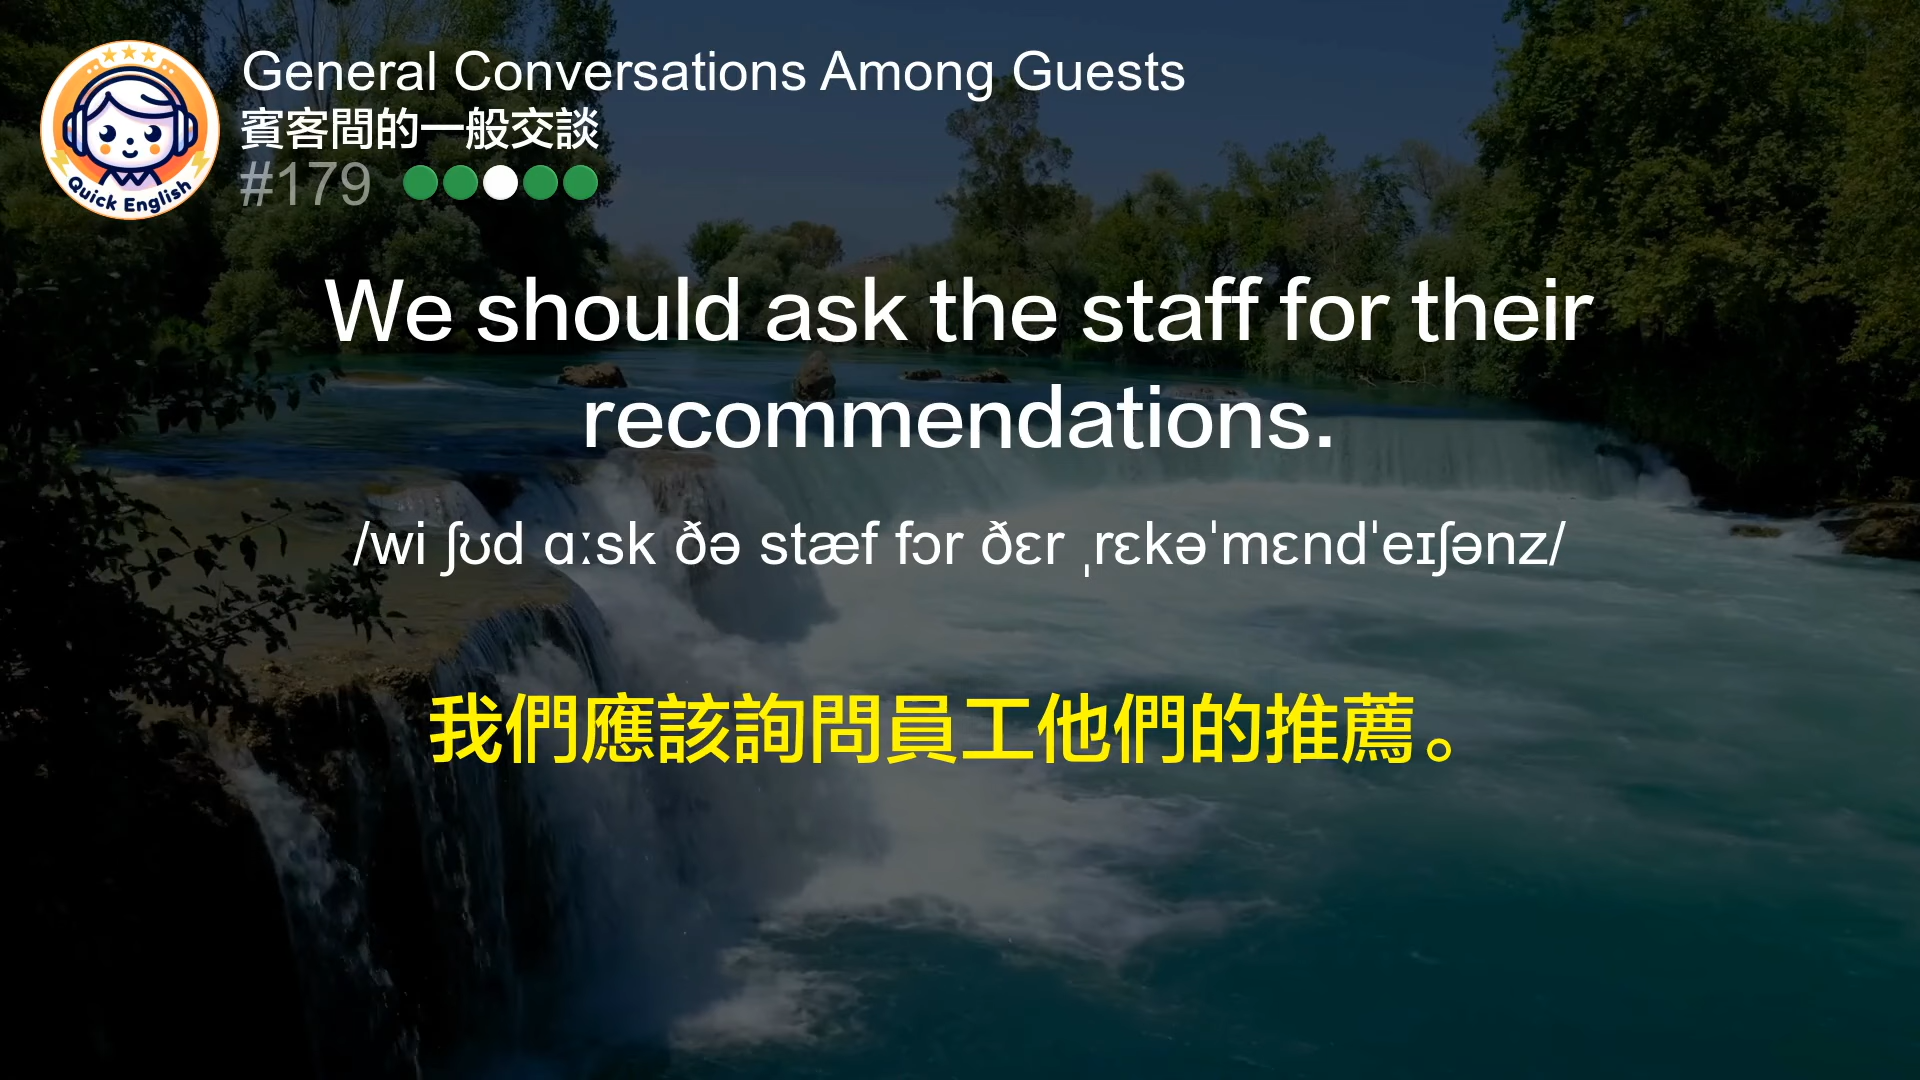 General Conversations Among Guests
賓客間的一般交談
#179
Quick English
We should ask the staff for their
recommendations.
/wi ʃʊd ɑːsk ðə stæf fɔr ðɛr ˌrɛkəˈmɛndˈeɪʃənz/
我們應該詢問員工他們的推薦。